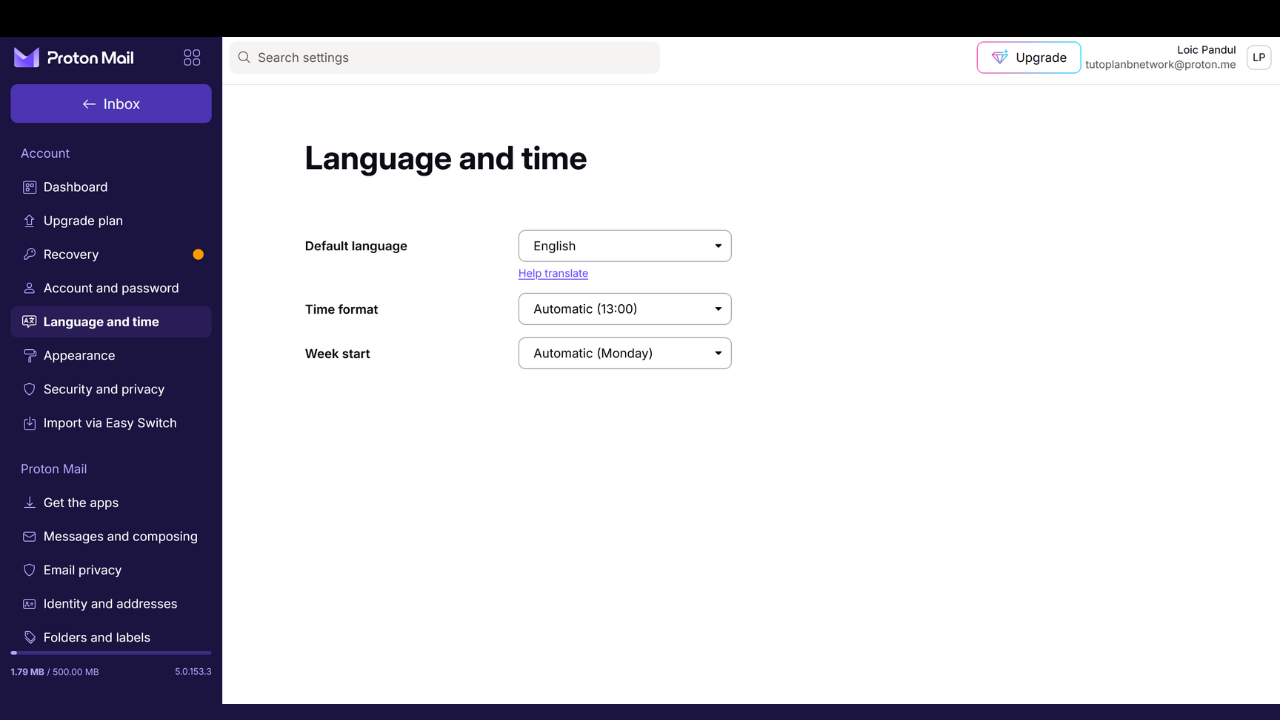 Proton Mail
Search settings
Upgrade
Loic Pandul
tutoplanbnetwork@proton.me
LP
← Inbox
Account
Dashboard
Upgrade plan
Recovery
Account and password
Language and time
Appearance
Security and privacy
Import via Easy Switch
Proton Mail
Get the apps
Messages and composing
Email privacy
Identity and addresses
Folders and labels
1.79 MB / 500.00 MB 5.0.153.3
Language and time
Default language English
Help translate
Time format Automatic (13:00)
Week start Automatic (Monday)